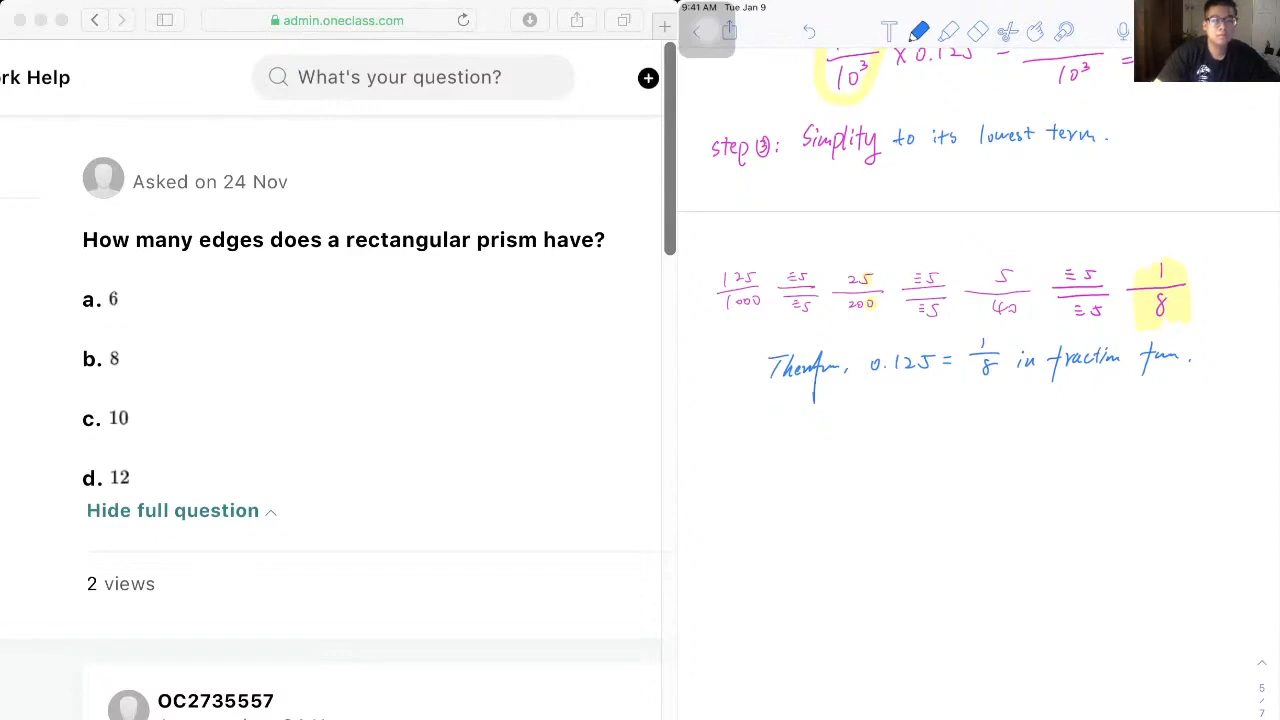 admin.oneclass.com
rk Help
What's your question?
Asked on 24 Nov
How many edges does a rectangular prism have?
a. 6
b. 8
c. 10
d. 12
Hide full question
2 views
OC2735557
9:41 AM Tue Jan 9
10³ × 0.125 = 10³ =
step ③: Simplify to its lowest term.
125/1000 ÷5/÷5 25/200 ÷5/÷5 5/40 ÷5/÷5 1/8
Therefore, 0.125 = 1/8 in fraction form.
5
/
7